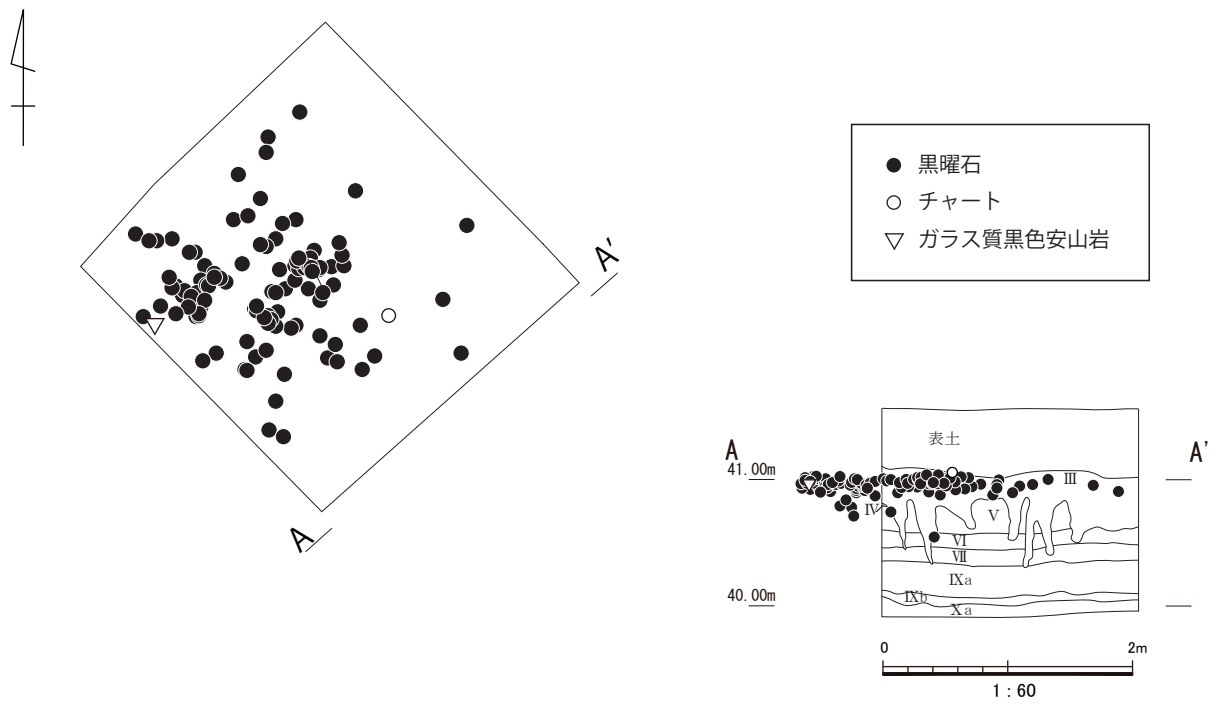 A'
A
黒曜石
チャート
ガラス質黒色安山岩
表土
A
A'
41.00m
Ⅲ
Ⅳ
Ⅴ
Ⅵ
Ⅶ
Ⅸa
40.00m
Ⅸb
Ⅹa
0
2m
1 : 60